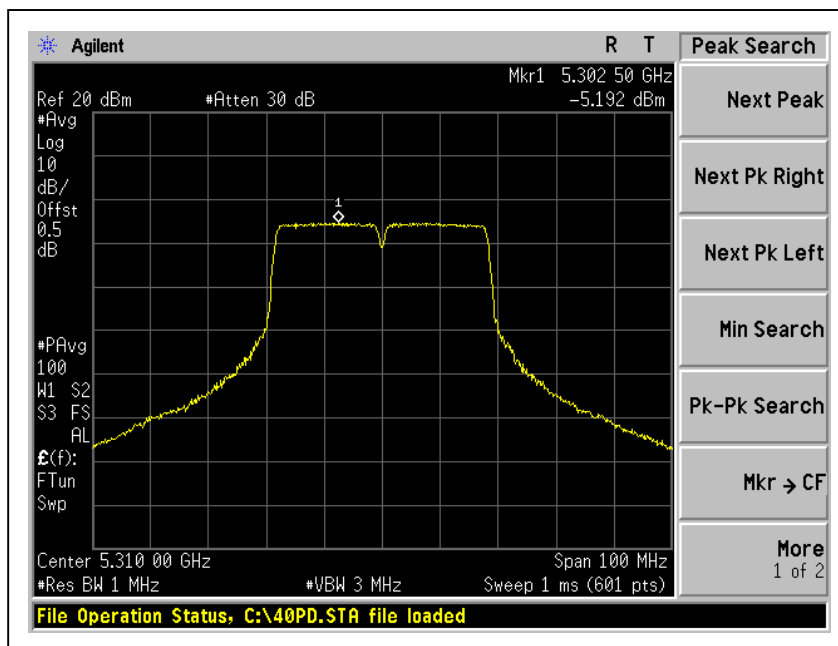 Agilent R T Peak Search
Mkr1 5.302 50 GHz
Ref 20 dBm #Atten 30 dB -5.192 dBm
#Avg
Log
10
dB/
Offst
0.5
dB
1
#PAvg
100
W1 S2
S3 FS
AL
£(f):
FTun
Swp
Center 5.310 00 GHz Span 100 MHz
#Res BW 1 MHz #VBW 3 MHz Sweep 1 ms (601 pts)
File Operation Status, C:\40PD.STA file loaded
Next Peak
Next Pk Right
Next Pk Left
Min Search
Pk-Pk Search
Mkr → CF
More
1 of 2